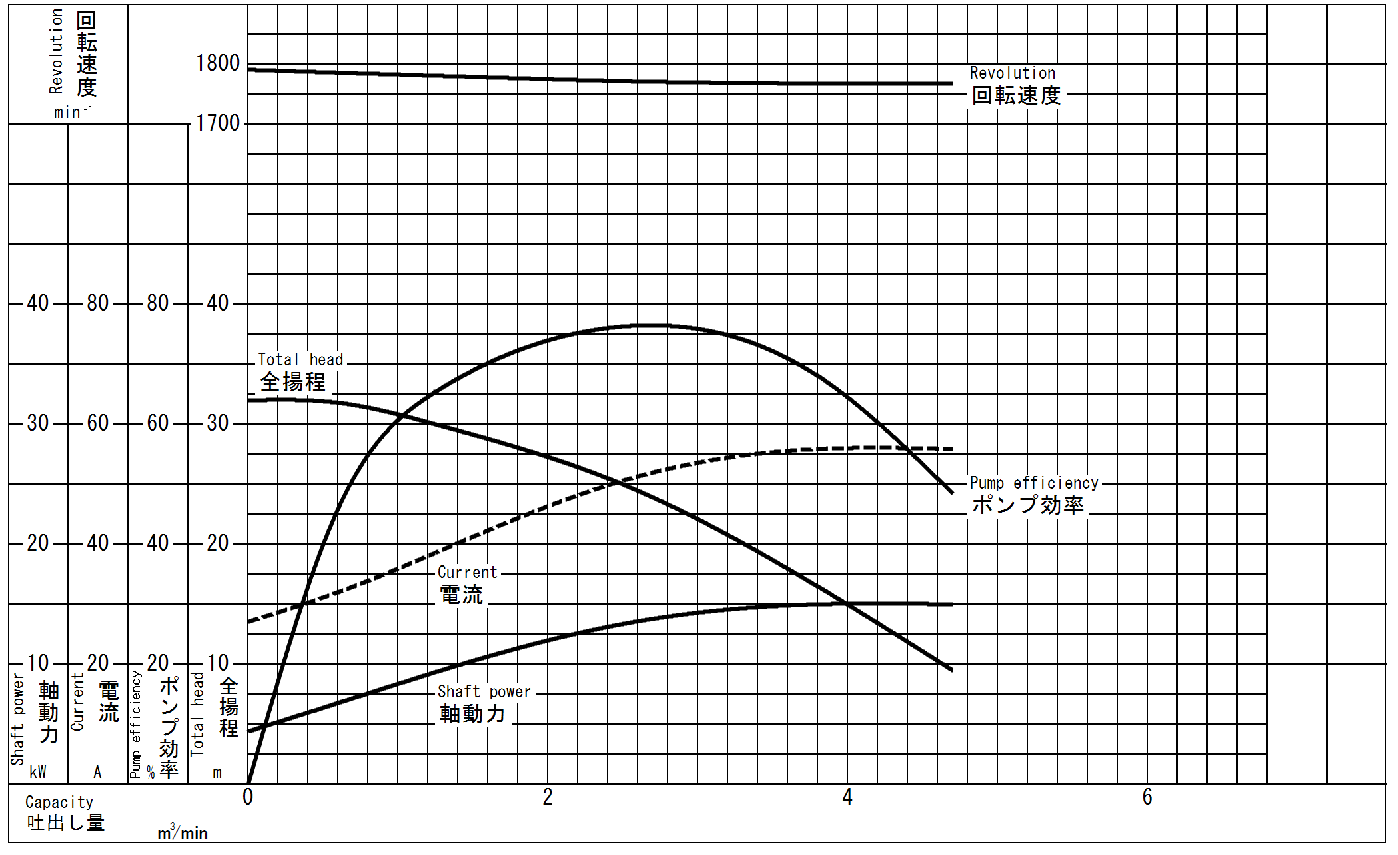 Revolution
回転速度
min⁻
1800
1700
Revolution
回転速度
40
80
80
40
Total head
全揚程
30
60
60
30
Pump efficiency
ポンプ効率
20
40
40
20
Current
電流
10
20
20
10
Shaft power
軸動力
Shaft power
軸動力
kW
Current
電流
A
Pump efficiency
ポンプ効率
%
Total head
全揚程
m
0
2
4
6
Capacity
吐出し量
m³/min